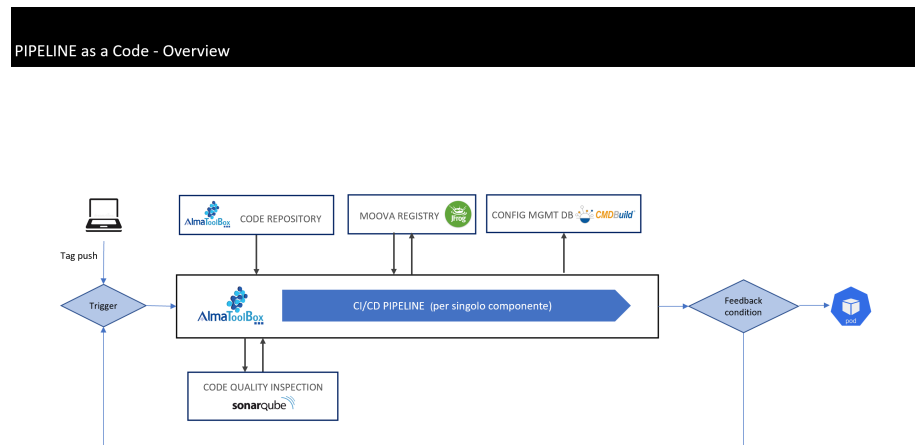 PIPELINE as a Code - Overview
AlmaToolBox
CODE REPOSITORY
MOOVA REGISTRY
jfrog
CONFIG MGMT DB
CMDBuild
Tag push
Trigger
AlmaToolBox
CI/CD PIPELINE (per singolo componente)
Feedback
condition
pod
CODE QUALITY INSPECTION
sonarqube